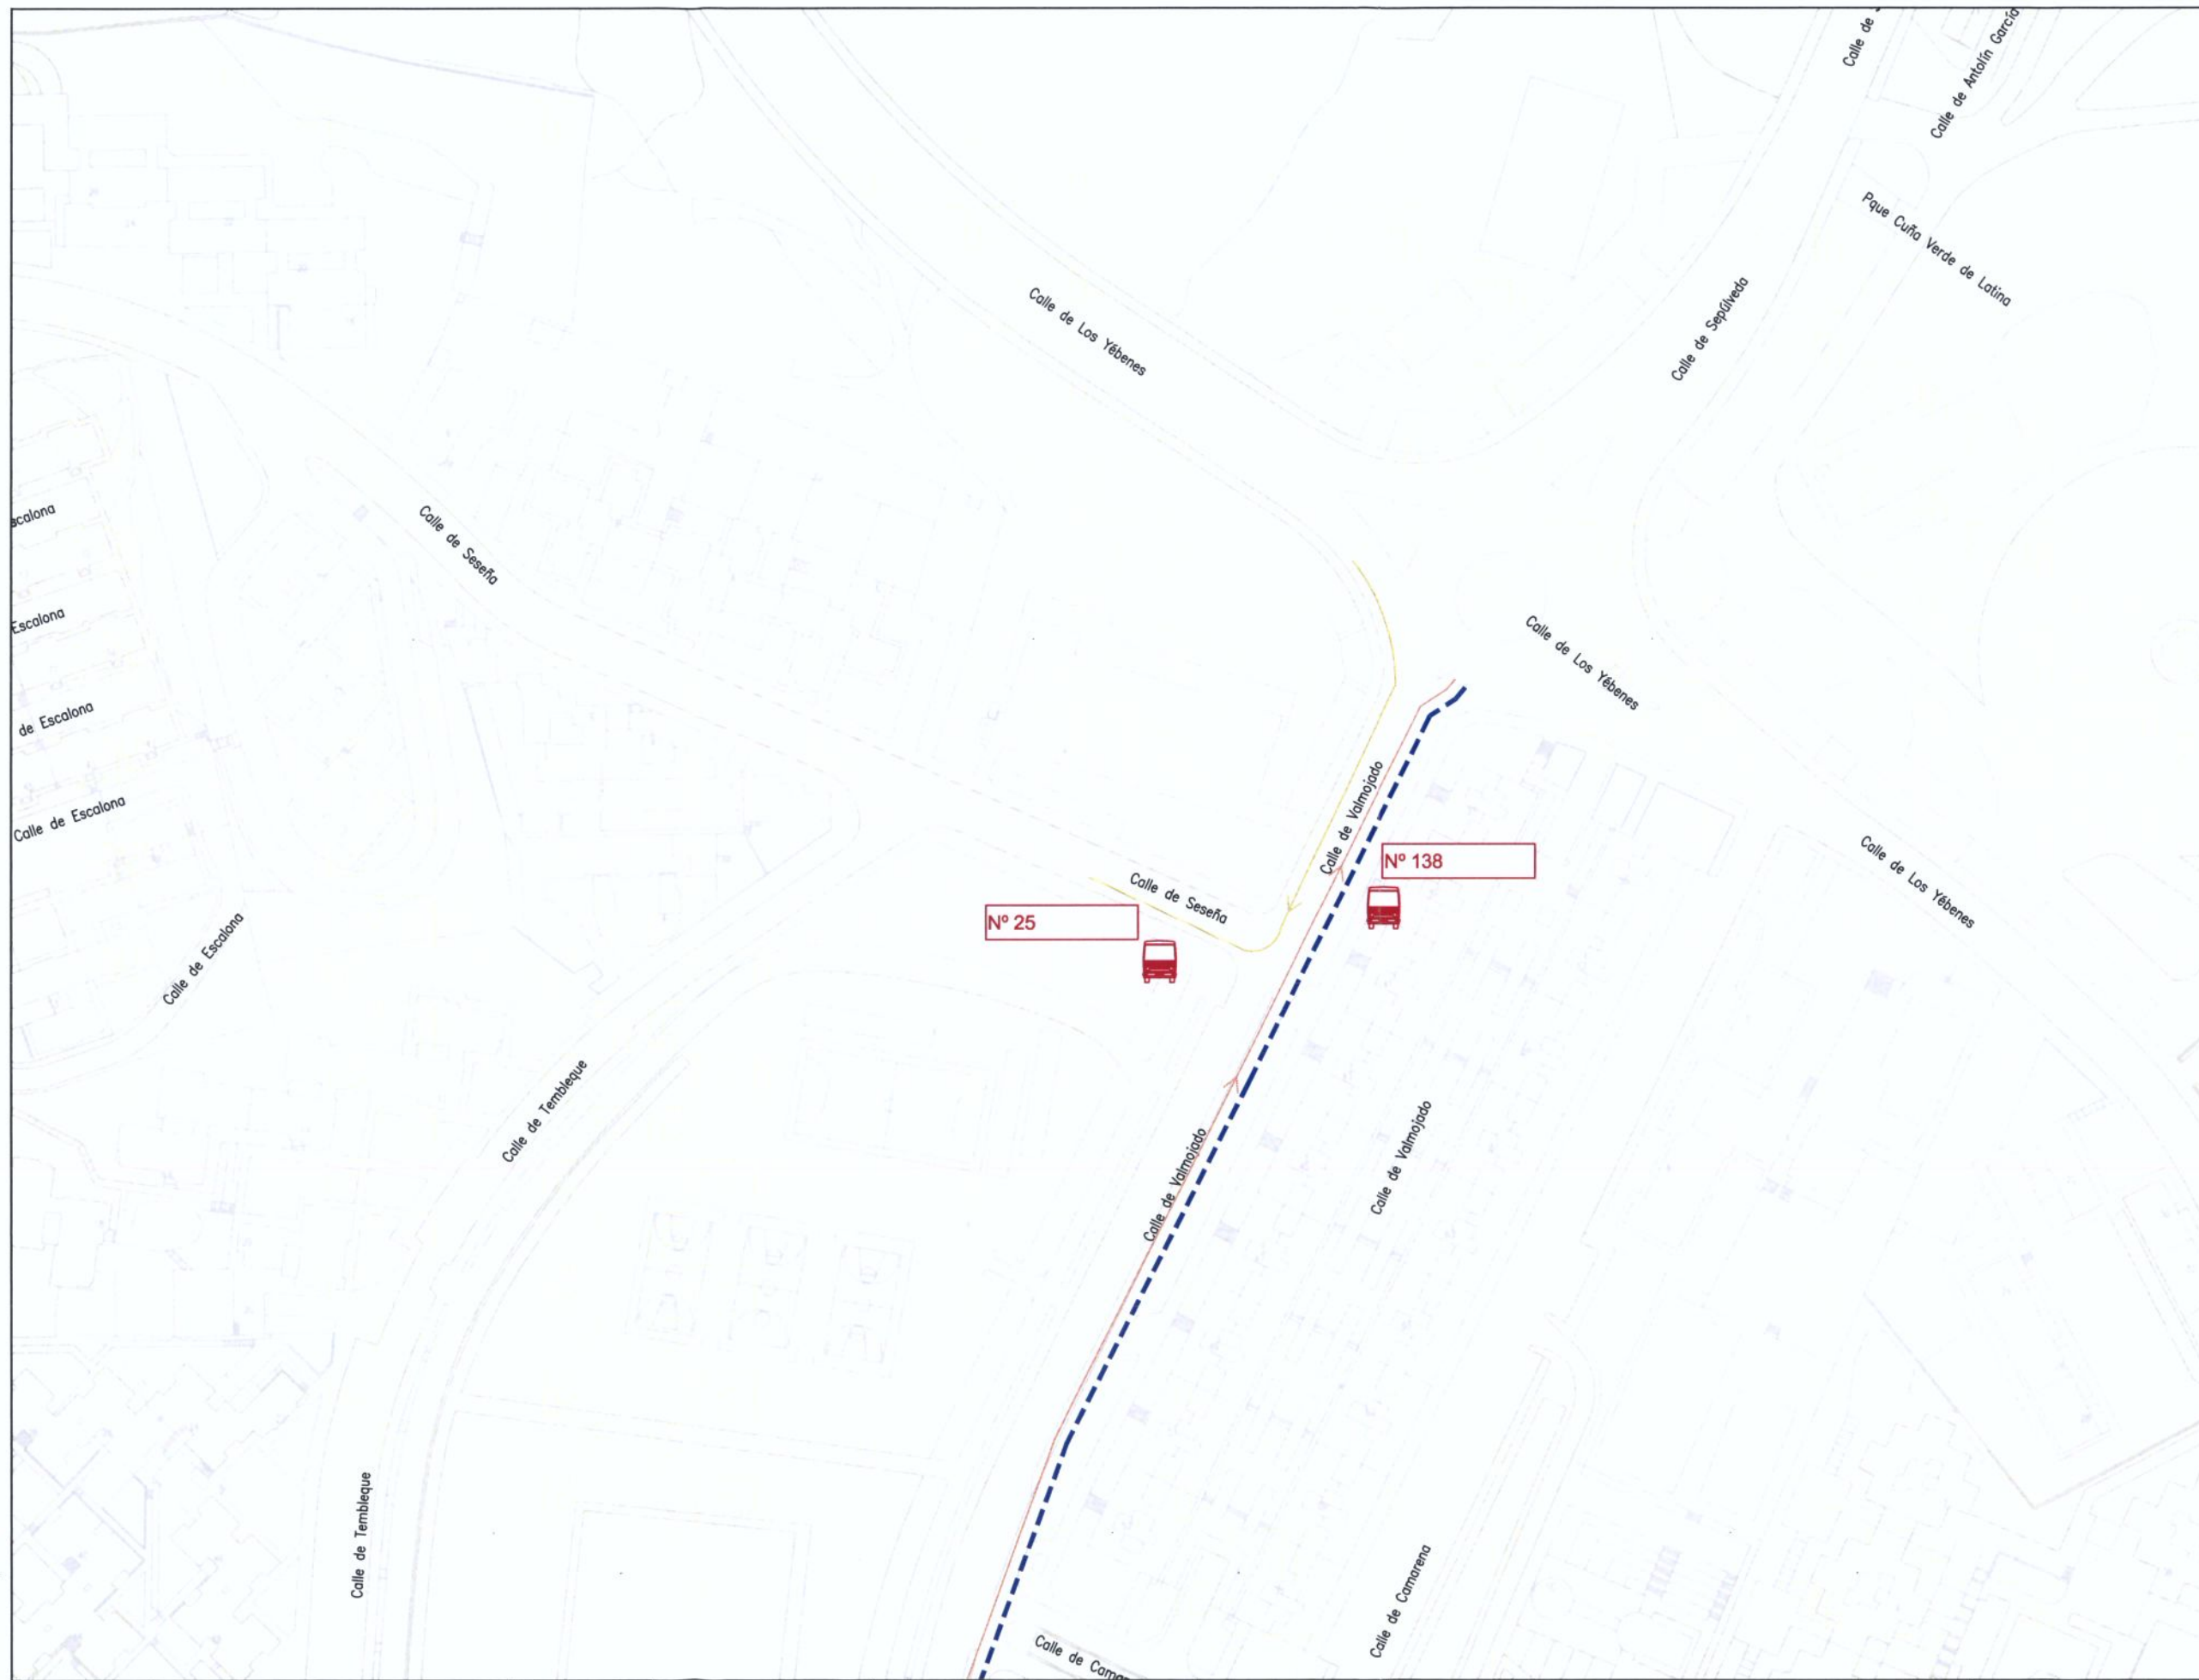 Calle de
Calle de Antolín García
Pque Cuña Verde de Latina
Calle de Los Yébenes
Calle de Sepúlveda
scalona
Calle de Seseña
Escalona
Calle de Los Yébenes
de Escalona
Calle de Escalona
Calle de Valmojado
Nº 138
Calle de Los Yébenes
Calle de Seseña
Nº 25
Calle de Escalona
Calle de Tembleque
Calle de Valmojado
Calle de Valmojado
Calle de Tembleque
Calle de Camarena
Calle de Camar